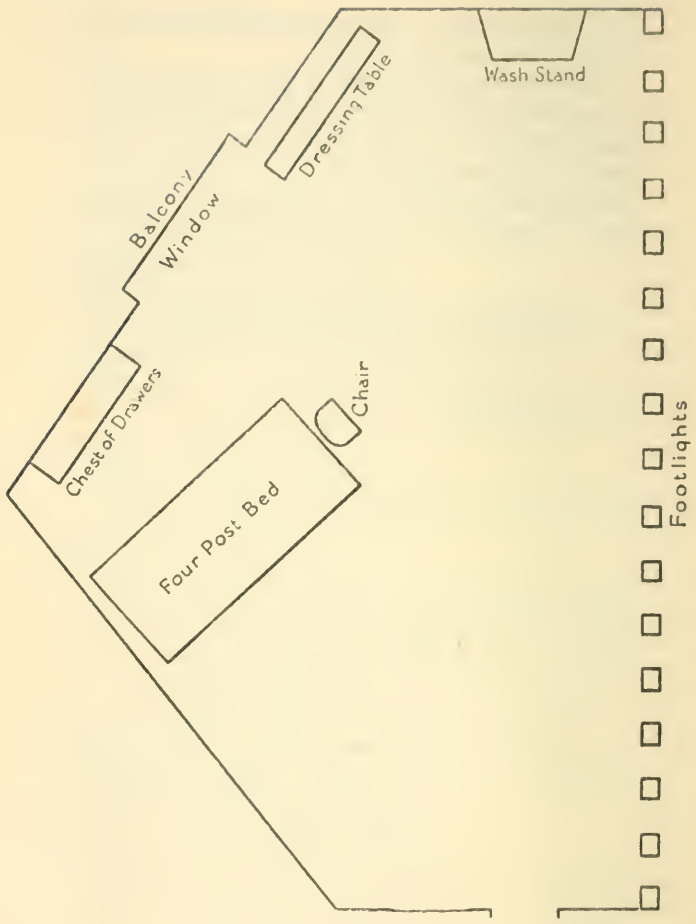 Wash Stand
Dressing Table
Balcony
Window
Chest of Drawers
Chair
Four Post Bed
Footlights